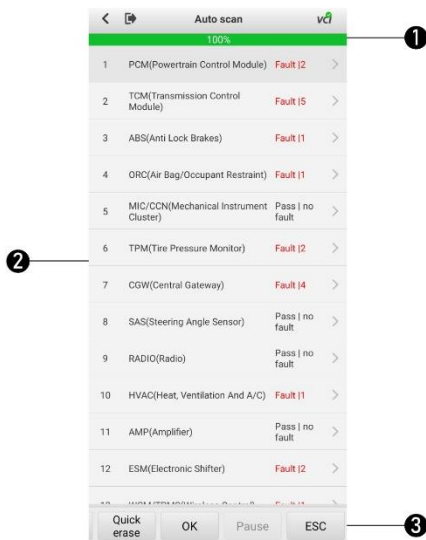 Auto scan
vci
100%
1
1 PCM(Powertrain Control Module) Fault |2
2 TCM(Transmission Control
Module) Fault |5
3 ABS(Anti Lock Brakes) Fault |1
4 ORC(Air Bag/Occupant Restraint) Fault |1
5 MIC/CCN(Mechanical Instrument
Cluster) Pass | no
fault
2
6 TPM(Tire Pressure Monitor) Fault |2
7 CGW(Central Gateway) Fault |4
8 SAS(Steering Angle Sensor) Pass | no
fault
9 RADIO(Radio) Pass | no
fault
10 HVAC(Heat, Ventilation And A/C) Fault |1
11 AMP(Amplifier) Pass | no
fault
12 ESM(Electronic Shifter) Fault |2
Quick
erase
OK
Pause
ESC
3